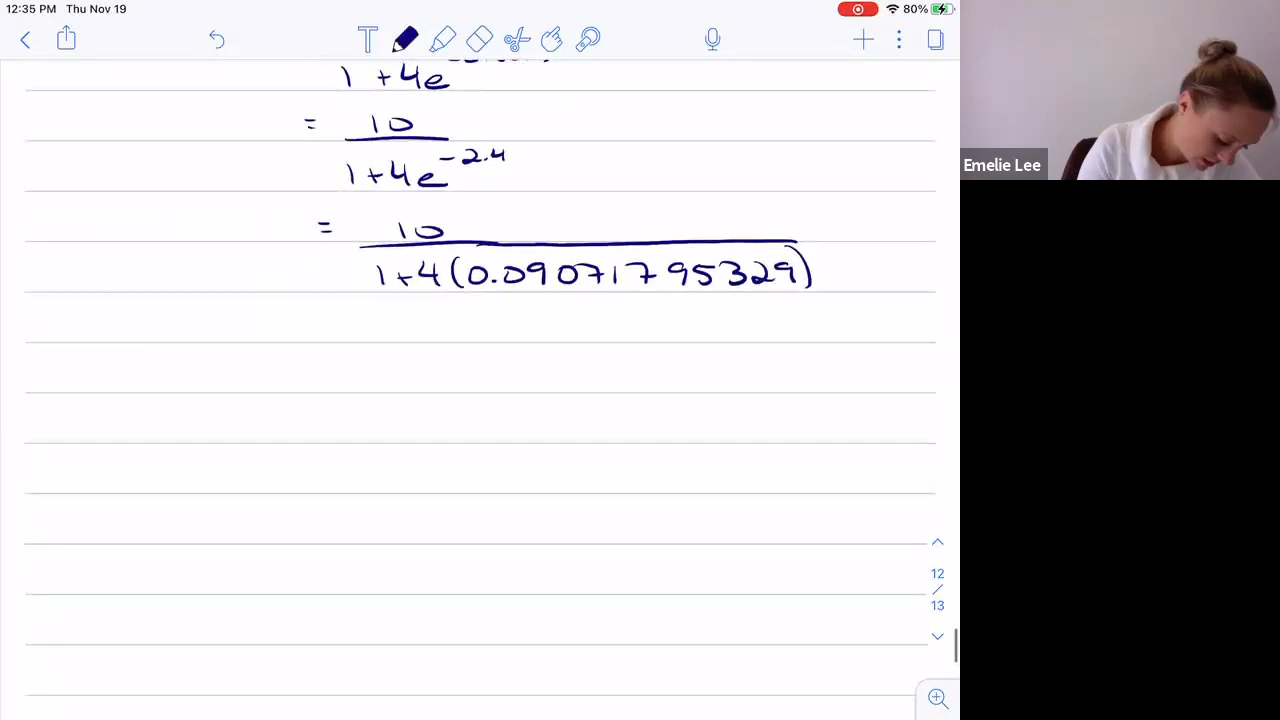 12:35 PM Thu Nov 19
80%
1 + 4e
= 10
1 + 4e^-2.4
= 10
1 + 4(0.09071795329)
Emelie Lee
12
/
13